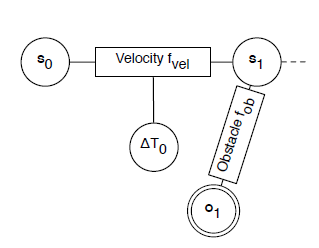 s0
Velocity fvel
s1
ΔT0
Obstacle fob
o1